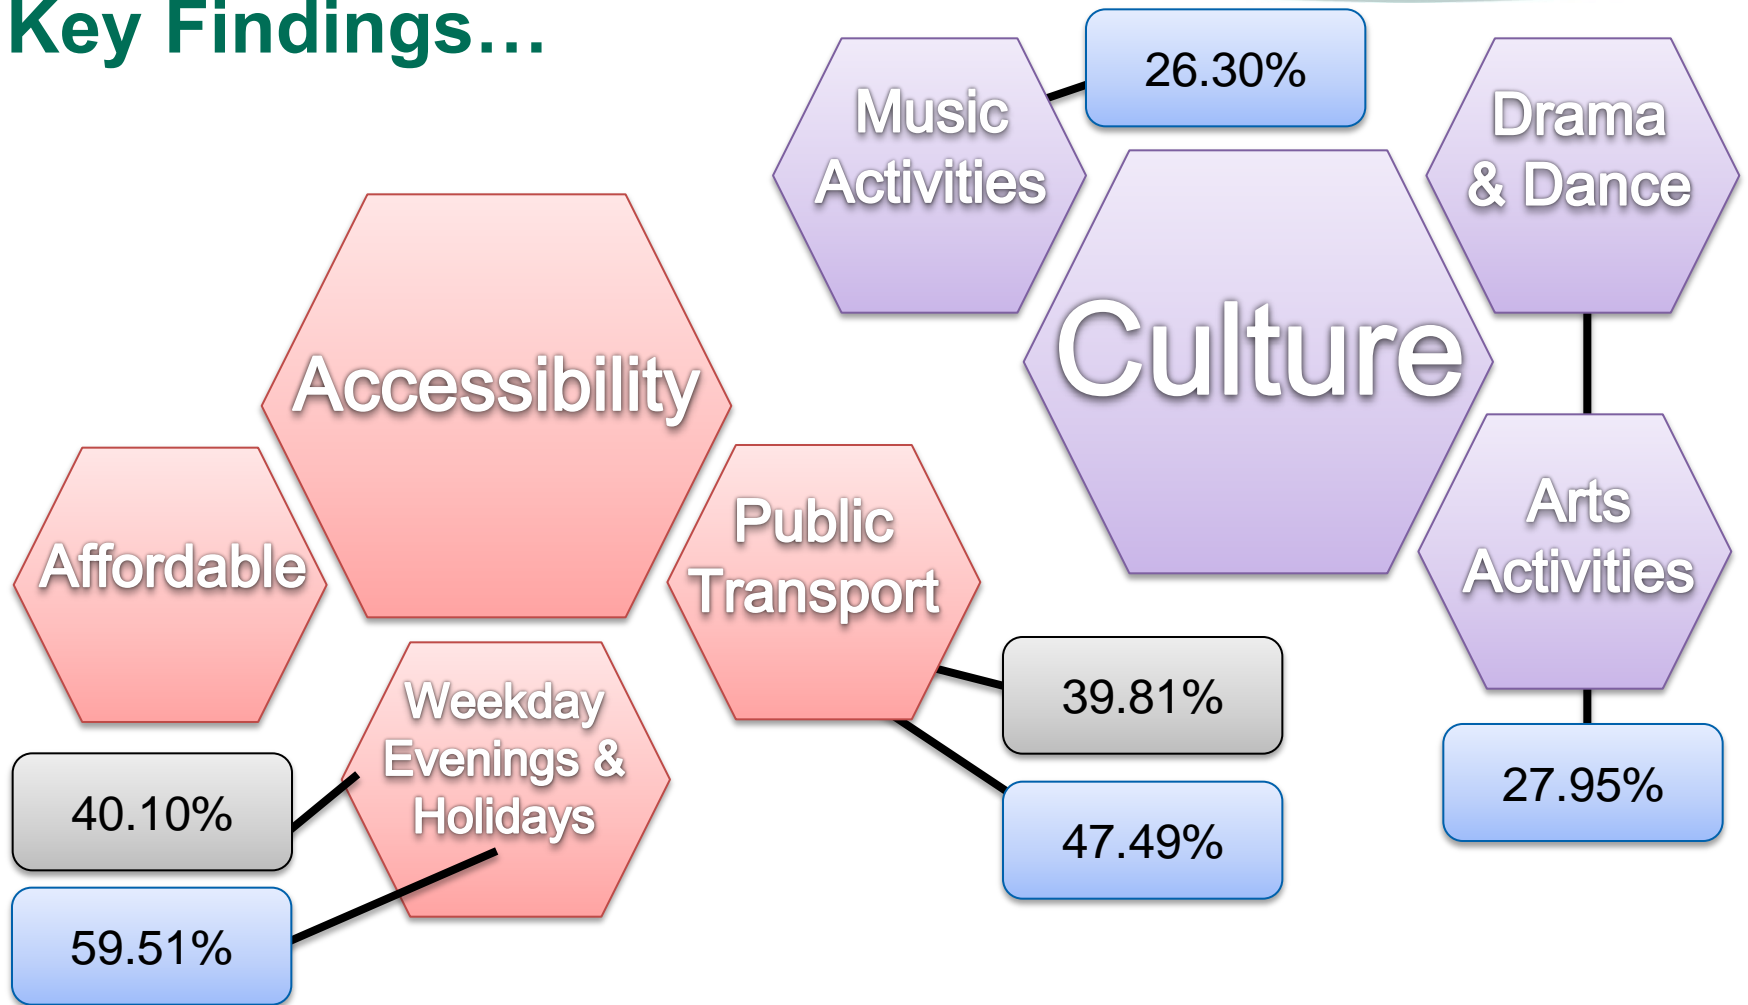 Key Findings…
Music
Activities
26.30%
Drama
& Dance
Culture
Accessibility
Affordable
Public
Transport
Arts
Activities
Weekday
Evenings &
Holidays
39.81%
47.49%
27.95%
40.10%
59.51%